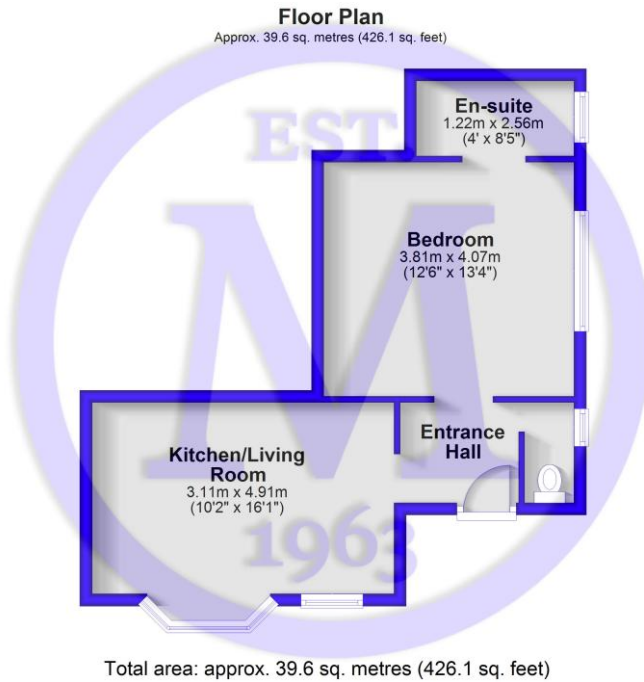 Floor Plan
Approx. 39.6 sq. metres (426.1 sq. feet)
EST.
En-suite
1.22m x 2.56m
(4' x 8'5")
M
Bedroom
3.81m x 4.07m
(12'6" x 13'4")
Kitchen/Living
Room
3.11m x 4.91m
(10'2" x 16'1")
Entrance
Hall
1963
Total area: approx. 39.6 sq. metres (426.1 sq. feet)